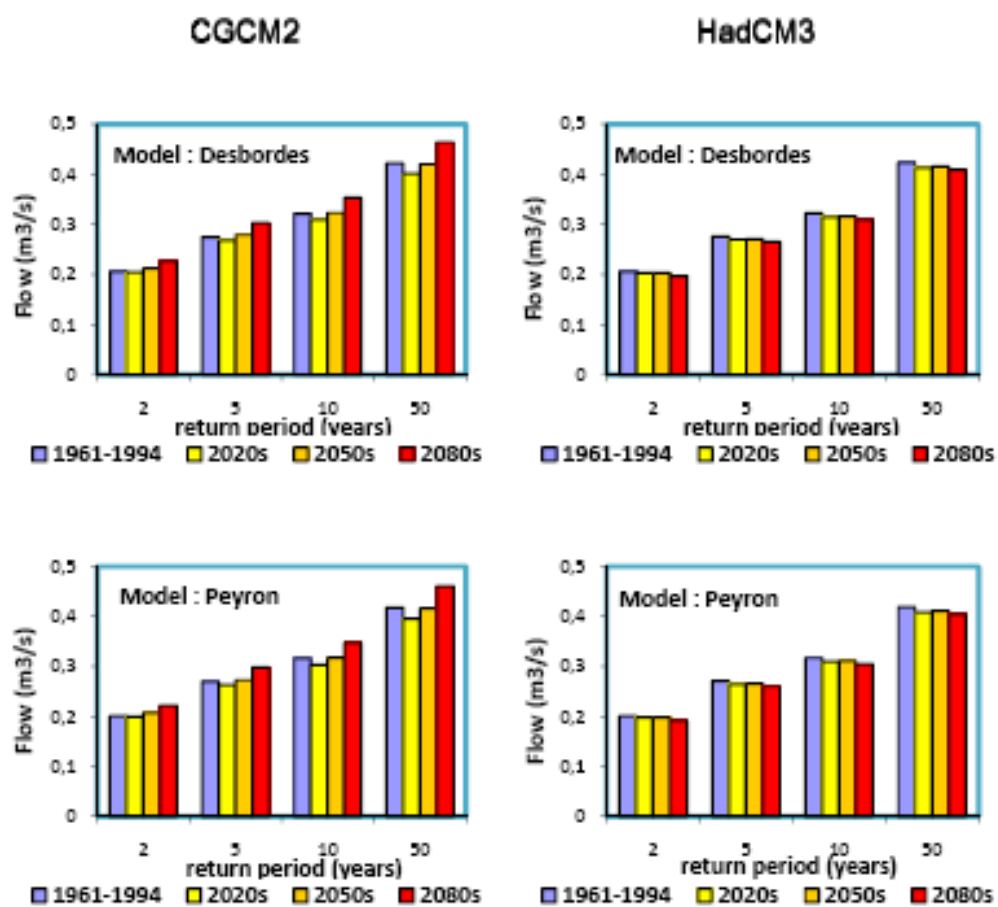 CGCM2
HadCM3
Model : Desbordes
Flow (m3/s)
0,5
0,4
0,3
0,2
0,1
0
2 5 10 50
return period (years)
1961-1994 2020s 2050s 2080s
Model : Desbordes
Flow (m3/s)
0,5
0,4
0,3
0,2
0,1
0
2 5 10 50
return period (years)
1961-1994 2020s 2050s 2080s
Model : Peyron
Flow (m3/s)
0,5
0,4
0,3
0,2
0,1
0
2 5 10 50
return period (years)
1961-1994 2020s 2050s 2080s
Model : Peyron
Flow (m3/s)
0,5
0,4
0,3
0,2
0,1
0
2 5 10 50
return period (years)
1961-1994 2020s 2050s 2080s